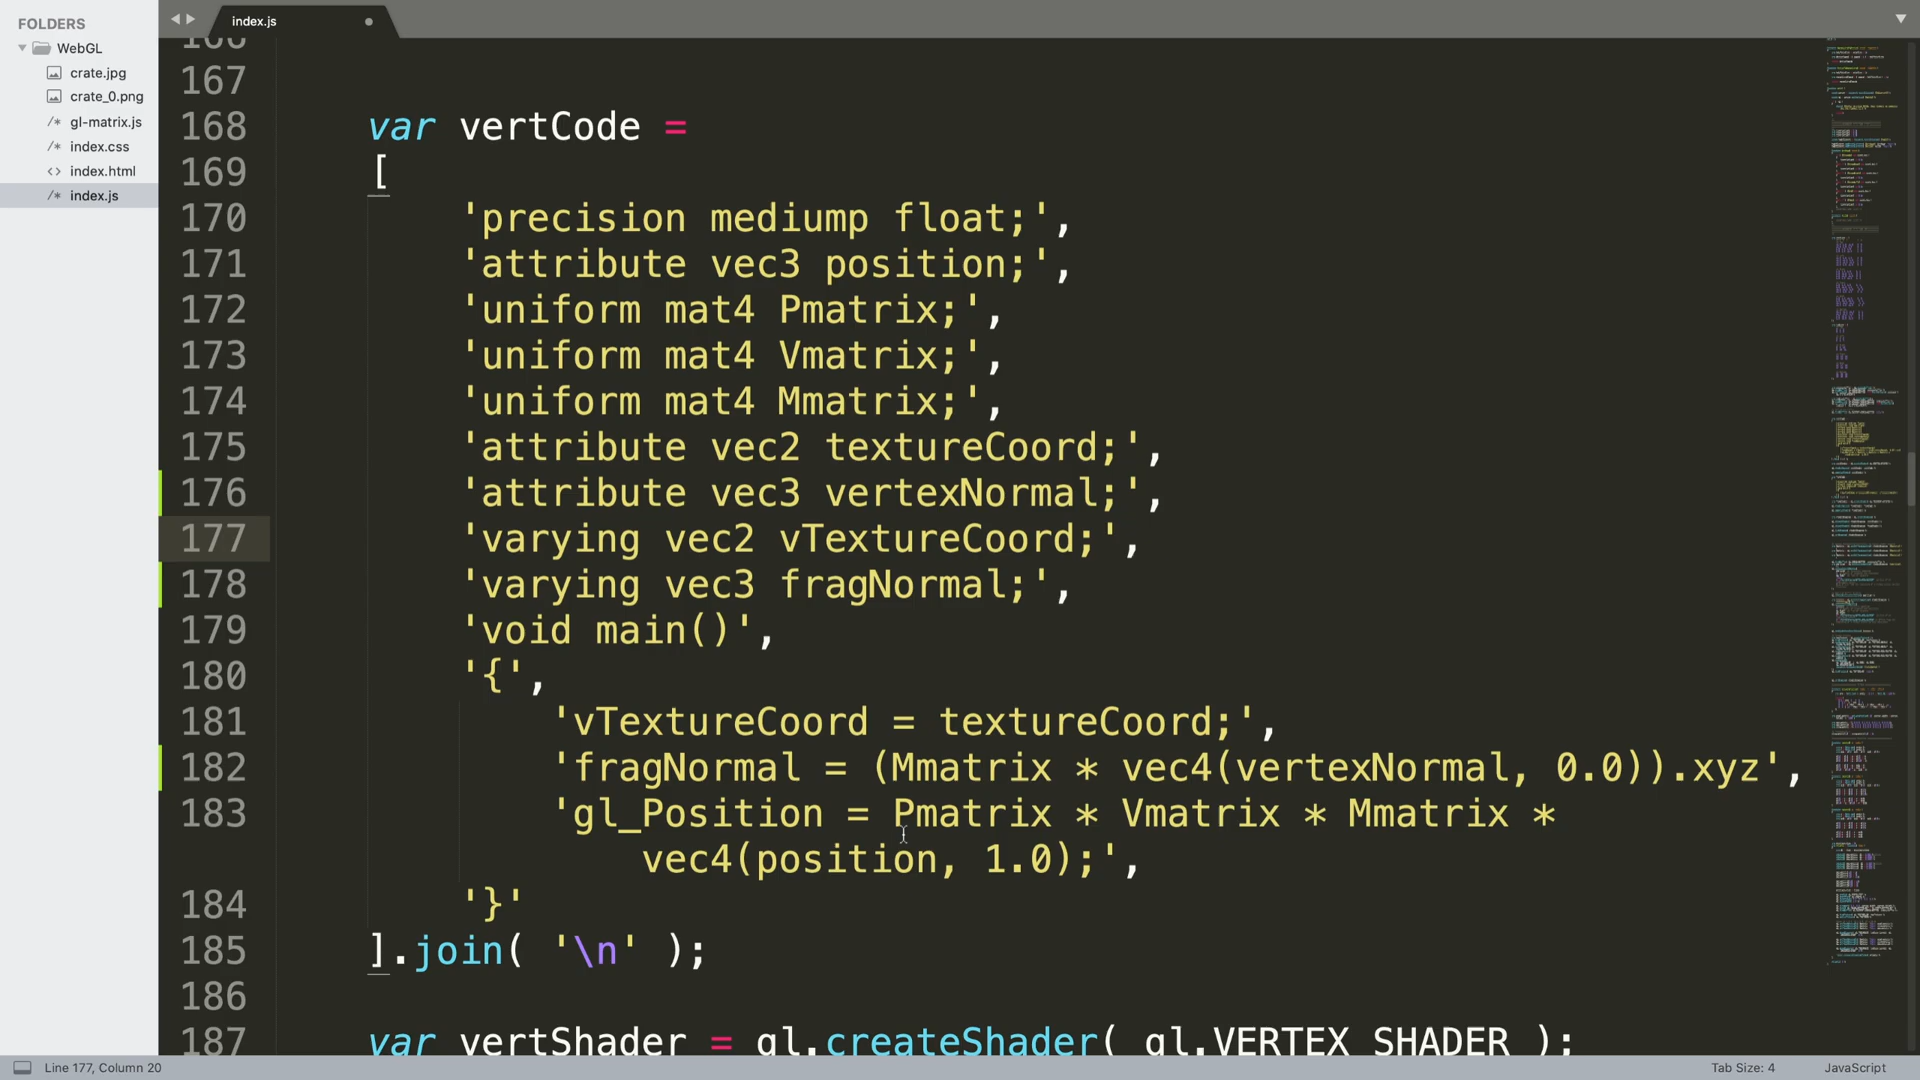 FOLDERS
WebGL
crate.jpg
crate_0.png
/* gl-matrix.js
/* index.css
<> index.html
/* index.js
index.js
166
167
168 var vertCode =
169 [
170 'precision mediump float;',
171 'attribute vec3 position;',
172 'uniform mat4 Pmatrix;',
173 'uniform mat4 Vmatrix;',
174 'uniform mat4 Mmatrix;',
175 'attribute vec2 textureCoord;',
176 'attribute vec3 vertexNormal;',
177 'varying vec2 vTextureCoord;',
178 'varying vec3 fragNormal;',
179 'void main()',
180 '{',
181 'vTextureCoord = textureCoord;',
182 'fragNormal = (Mmatrix * vec4(vertexNormal, 0.0)).xyz',
183 'gl_Position = Pmatrix * Vmatrix * Mmatrix *
vec4(position, 1.0);',
184 '}'
185 ].join( '\n' );
186
187 var vertShader = gl.createShader( gl.VERTEX_SHADER );
Line 177, Column 20
Tab Size: 4
JavaScript